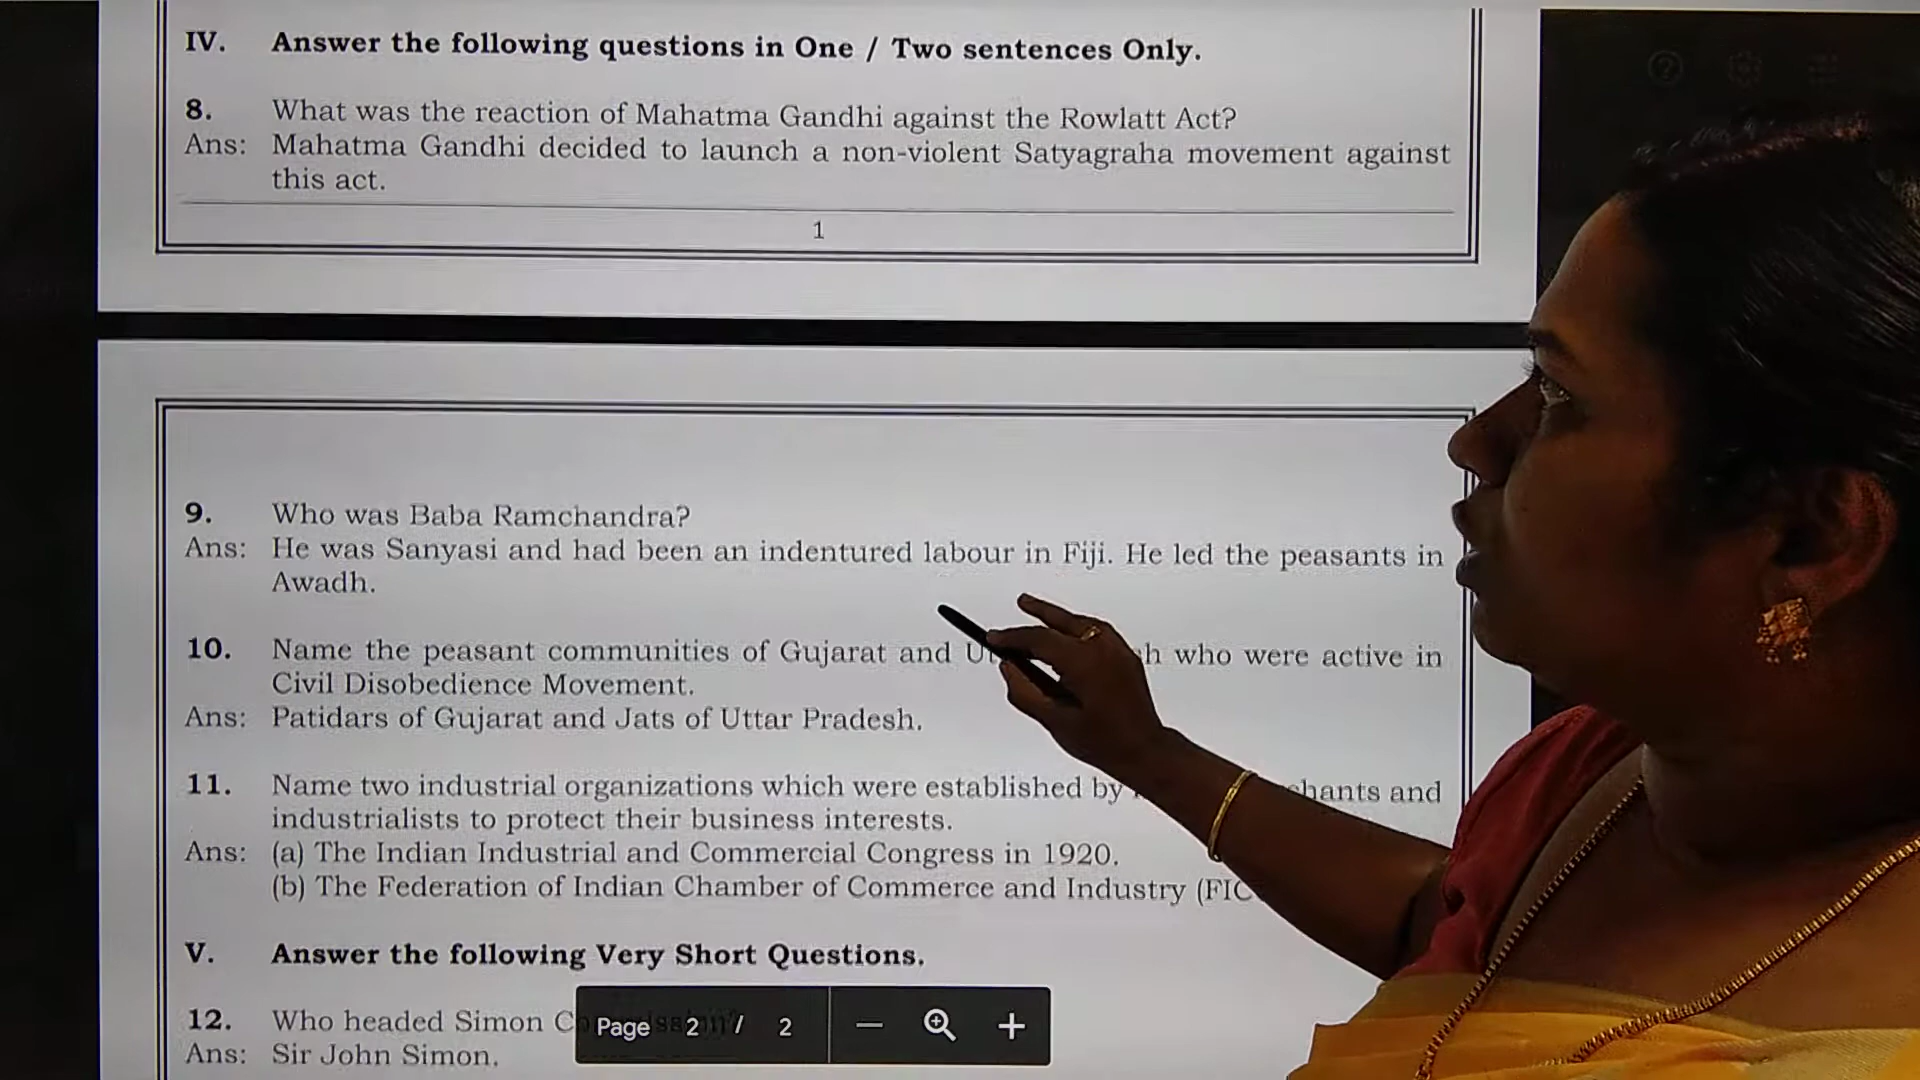 IV. Answer the following questions in One / Two sentences Only.
8. What was the reaction of Mahatma Gandhi against the Rowlatt Act?
Ans: Mahatma Gandhi decided to launch a non-violent Satyagraha movement against
this act.
1
9. Who was Baba Ramchandra?
Ans: He was Sanyasi and had been an indentured labour in Fiji. He led the peasants in
Awadh.
10. Name the peasant communities of Gujarat and who were active in
Civil Disobedience Movement.
Ans: Patidars of Gujarat and Jats of Uttar Pradesh.
11. Name two industrial organizations which were established by and
industrialists to protect their business interests.
Ans: (a) The Indian Industrial and Commercial Congress in 1920.
(b) The Federation of Indian Chamber of Commerce and Industry
V. Answer the following Very Short Questions.
12. Who headed Simon
Ans: Sir John Simon.
Page 2 / 2